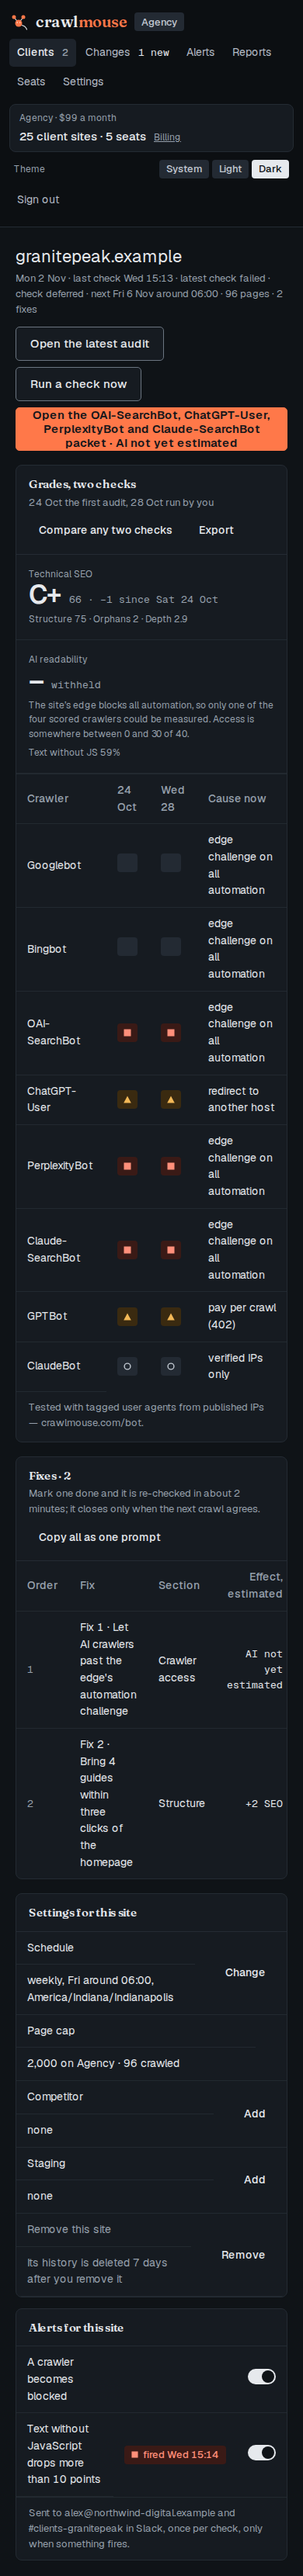 crawlmouse Agency
Clients 2 Changes 1 new Alerts Reports
Seats Settings
Agency · $99 a month
25 client sites · 5 seats Billing
Theme System Light Dark
Sign out
granitepeak.example
Mon 2 Nov · last check Wed 15:13 · latest check failed ·
check deferred · next Fri 6 Nov around 06:00 · 96 pages · 2
fixes
Open the latest audit
Run a check now
Open the OAI-SearchBot, ChatGPT-User,
PerplexityBot and Claude-SearchBot
packet · AI not yet estimated
Grades, two checks
24 Oct the first audit, 28 Oct run by you
Compare any two checks Export
Technical SEO
C+ 66 · −1 since Sat 24 Oct
Structure 75 · Orphans 2 · Depth 2.9
AI readability
— withheld
The site's edge blocks all automation, so only one of the
four scored crawlers could be measured. Access is
somewhere between 0 and 30 of 40.
Text without JS 59%
Crawler 24 Oct Wed 28 Cause now
Googlebot edge challenge on all automation
Bingbot edge challenge on all automation
OAI-SearchBot edge challenge on all automation
ChatGPT-User redirect to another host
PerplexityBot edge challenge on all automation
Claude-SearchBot edge challenge on all automation
GPTBot pay per crawl (402)
ClaudeBot verified IPs only
Tested with tagged user agents from published IPs
— crawlmouse.com/bot.
Fixes · 2
Mark one done and it is re-checked in about 2
minutes; it closes only when the next crawl agrees.
Copy all as one prompt
Order Fix Section Effect, estimated
1 Fix 1 · Let AI crawlers past the edge's automation challenge Crawler access AI not yet estimated
2 Fix 2 · Bring 4 guides within three clicks of the homepage Structure +2 SEO
Settings for this site
Schedule
weekly, Fri around 06:00,
America/Indiana/Indianapolis
Change
Page cap
2,000 on Agency · 96 crawled
Competitor
none
Add
Staging
none
Add
Remove this site
Its history is deleted 7 days
after you remove it
Remove
Alerts for this site
A crawler
becomes
blocked
Text without
JavaScript
drops more
than 10 points
fired Wed 15:14
Sent to alex@northwind-digital.example and
#clients-granitepeak in Slack, once per check, only
when something fires.